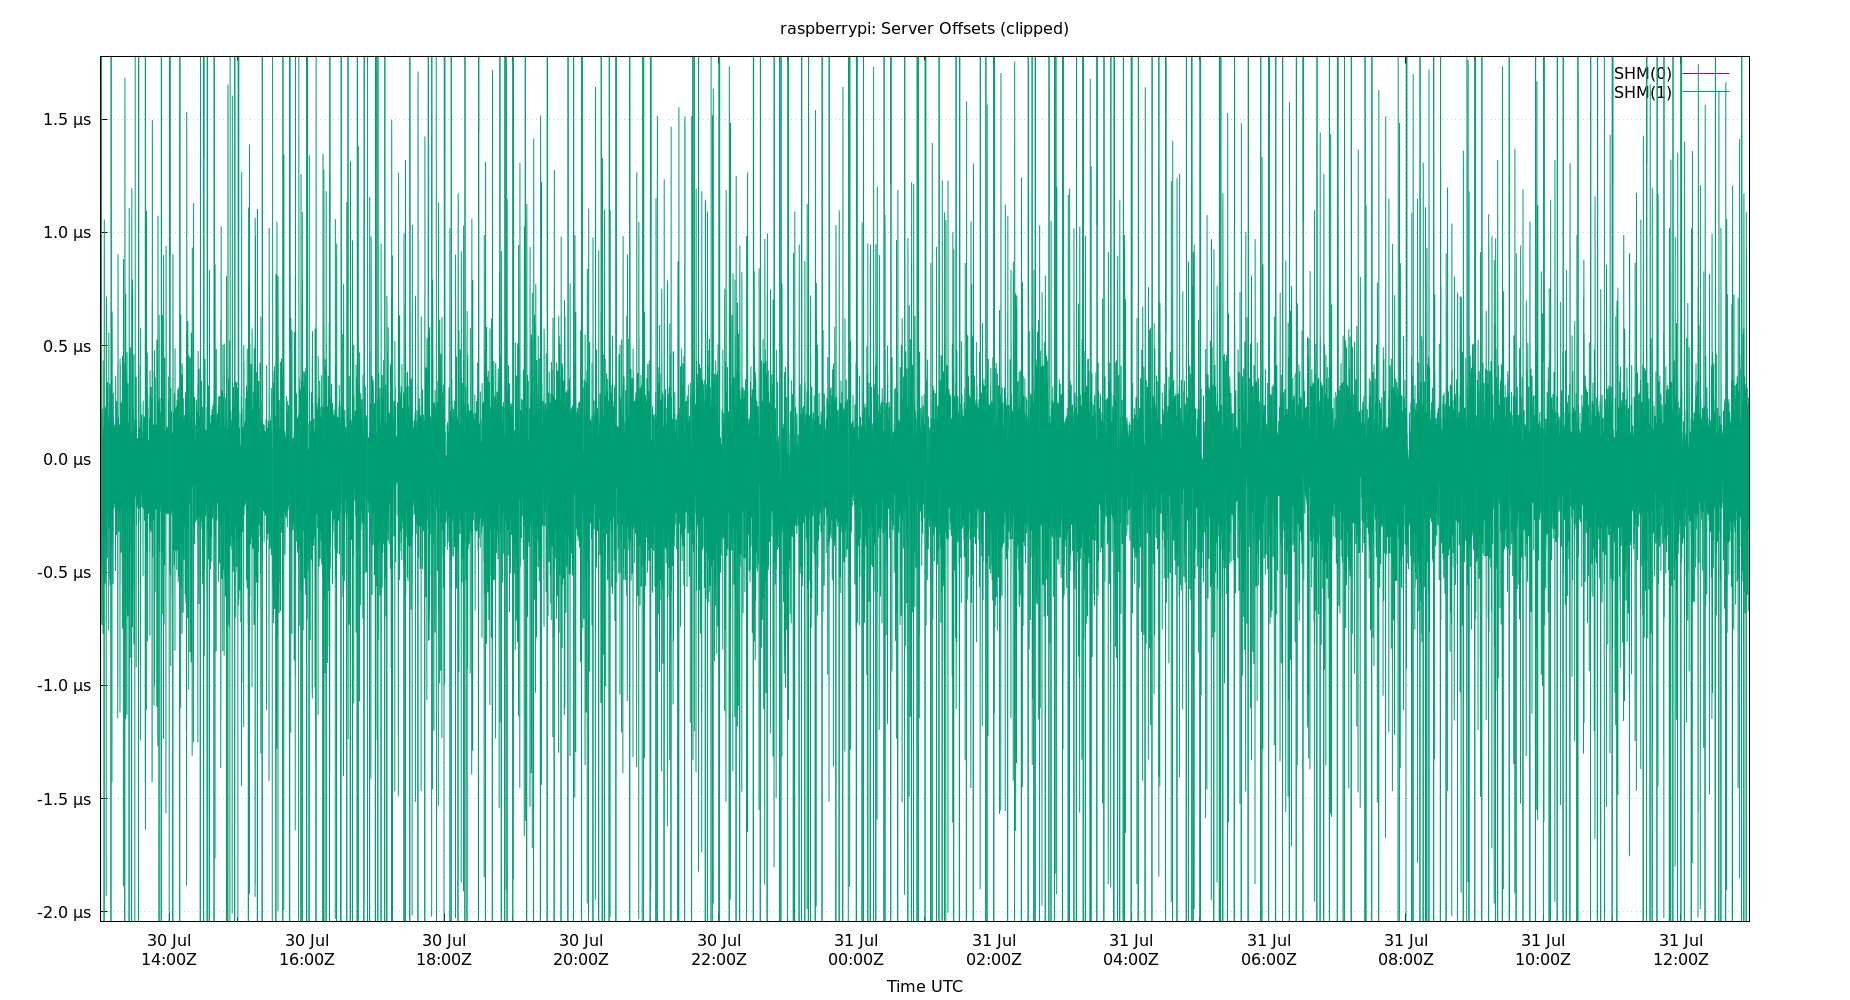 raspberrypi: Server Offsets (clipped)
SHM(0)
SHM(1)
1.5 µs
1.0 µs
0.5 µs
0.0 µs
-0.5 µs
-1.0 µs
-1.5 µs
-2.0 µs
30 Jul 30 Jul 30 Jul 30 Jul 30 Jul 31 Jul 31 Jul 31 Jul 31 Jul 31 Jul 31 Jul 31 Jul
14:00Z 16:00Z 18:00Z 20:00Z 22:00Z 00:00Z 02:00Z 04:00Z 06:00Z 08:00Z 10:00Z 12:00Z
Time UTC